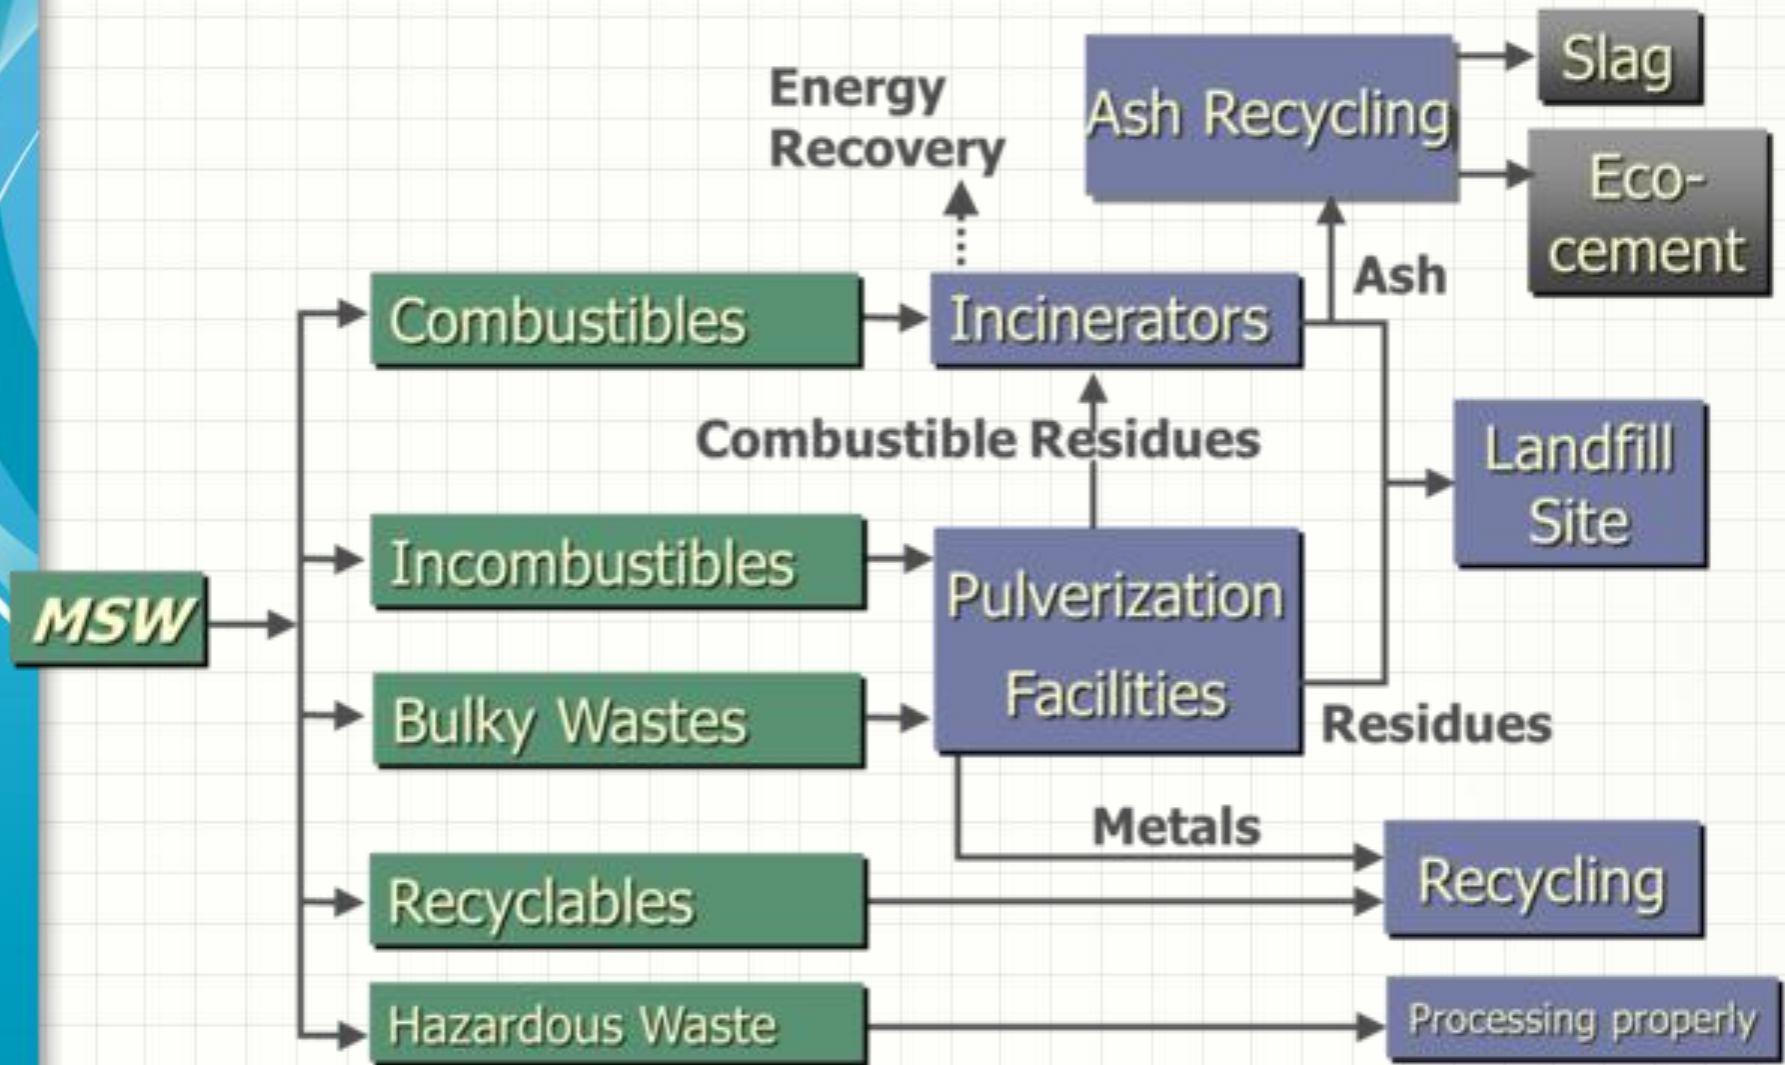 Slag
Energy
Recovery
Ash Recycling
Eco-
cement
Ash
Combustibles
Incinerators
Combustible Residues
Landfill
Site
Incombustibles
Pulverization
Facilities
MSW
Bulky Wastes
Residues
Metals
Recyclables
Recycling
Hazardous Waste
Processing properly